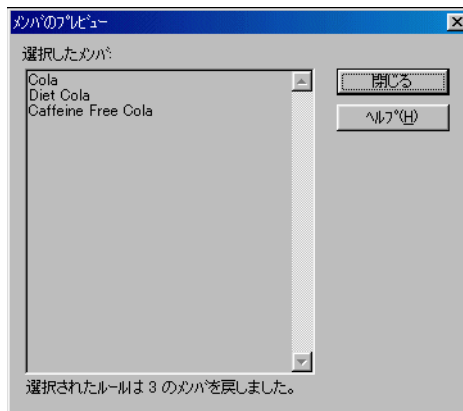 ﾒﾝﾊﾞのﾌﾟﾚﾋﾞｭー
選択したﾒﾝﾊﾞ:
Cola
Diet Cola
Caffeine Free Cola
閉じる
ﾍﾙﾌﾟ(H)
選択されたﾙｰﾙは 3 のﾒﾝﾊﾞを戻しました。